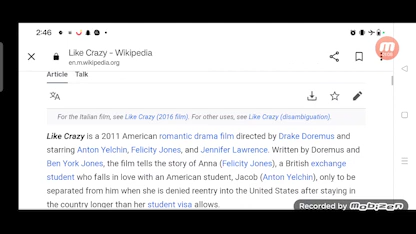 2:46
Like Crazy - Wikipedia
en.m.wikipedia.org
Article Talk
For the Italian film, see Like Crazy (2016 film). For other uses, see Like Crazy (disambiguation).
Like Crazy is a 2011 American romantic drama film directed by Drake Doremus and
starring Anton Yelchin, Felicity Jones, and Jennifer Lawrence. Written by Doremus and
Ben York Jones, the film tells the story of Anna (Felicity Jones), a British exchange
student who falls in love with an American student, Jacob (Anton Yelchin), only to be
separated from him when she is denied reentry into the United States after staying in
the country longer than her student visa allows.
Recorded by Mobizen